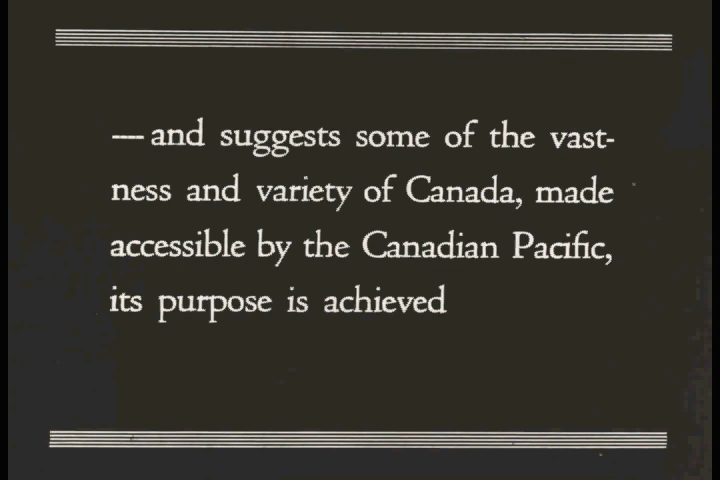 — and suggests some of the vast-
ness and variety of Canada, made
accessible by the Canadian Pacific,
its purpose is achieved